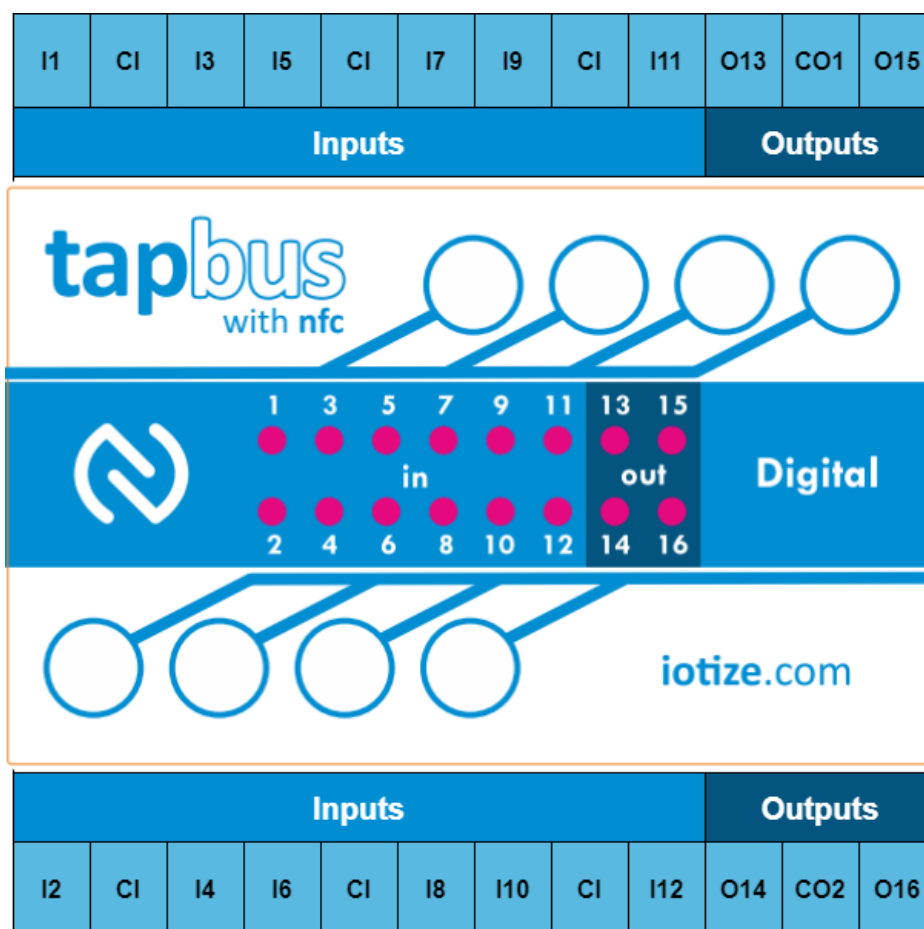 I1 CI I3 I5 CI I7 I9 CI I11 O13 CO1 O15
Inputs Outputs
tapbus
with nfc
1 3 5 7 9 11 13 15
in out Digital
2 4 6 8 10 12 14 16
iotize.com
Inputs Outputs
I2 CI I4 I6 CI I8 I10 CI I12 O14 CO2 O16